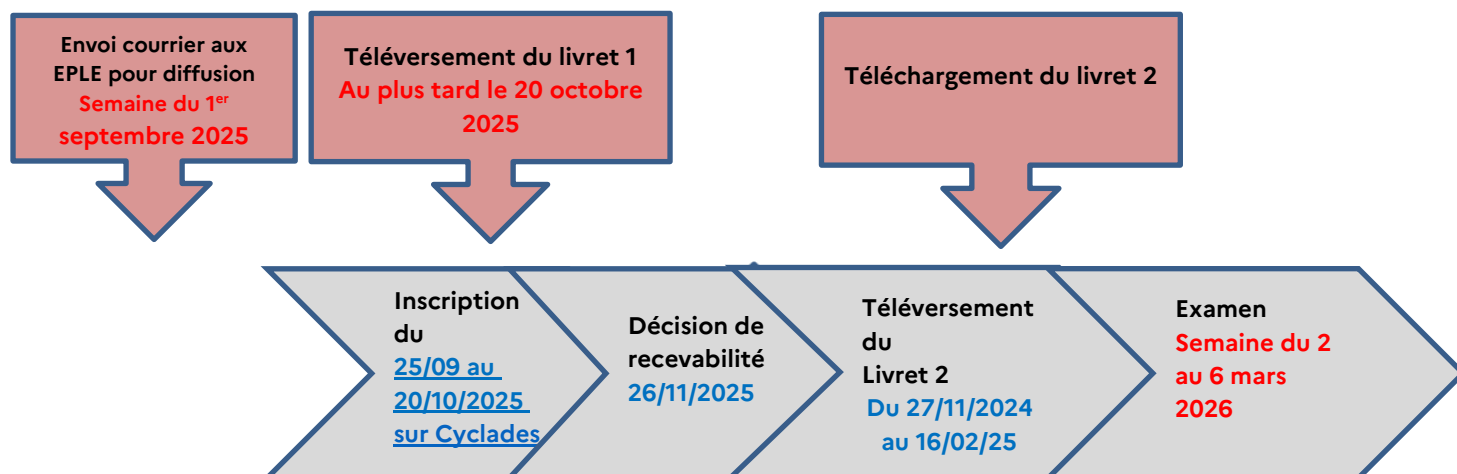 Envoi courrier aux
EPLE pour diffusion
Semaine du 1er
septembre 2025
Téléversement du livret 1
Au plus tard le 20 octobre
2025
Téléchargement du livret 2
Inscription
du
25/09 au
20/10/2025
sur Cyclades
Décision de
recevabilité
26/11/2025
Téléversement
du
Livret 2
Du 27/11/2024
au 16/02/25
Examen
Semaine du 2
au 6 mars
2026